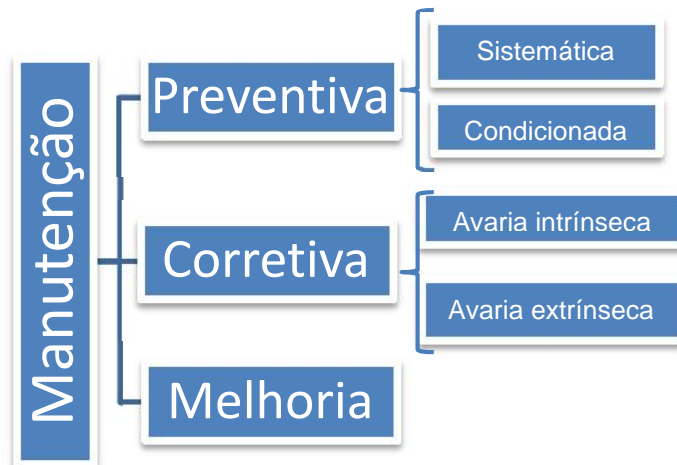 Manutenção
Preventiva
Sistemática
Condicionada
Corretiva
Avaria intrínseca
Avaria extrínseca
Melhoria